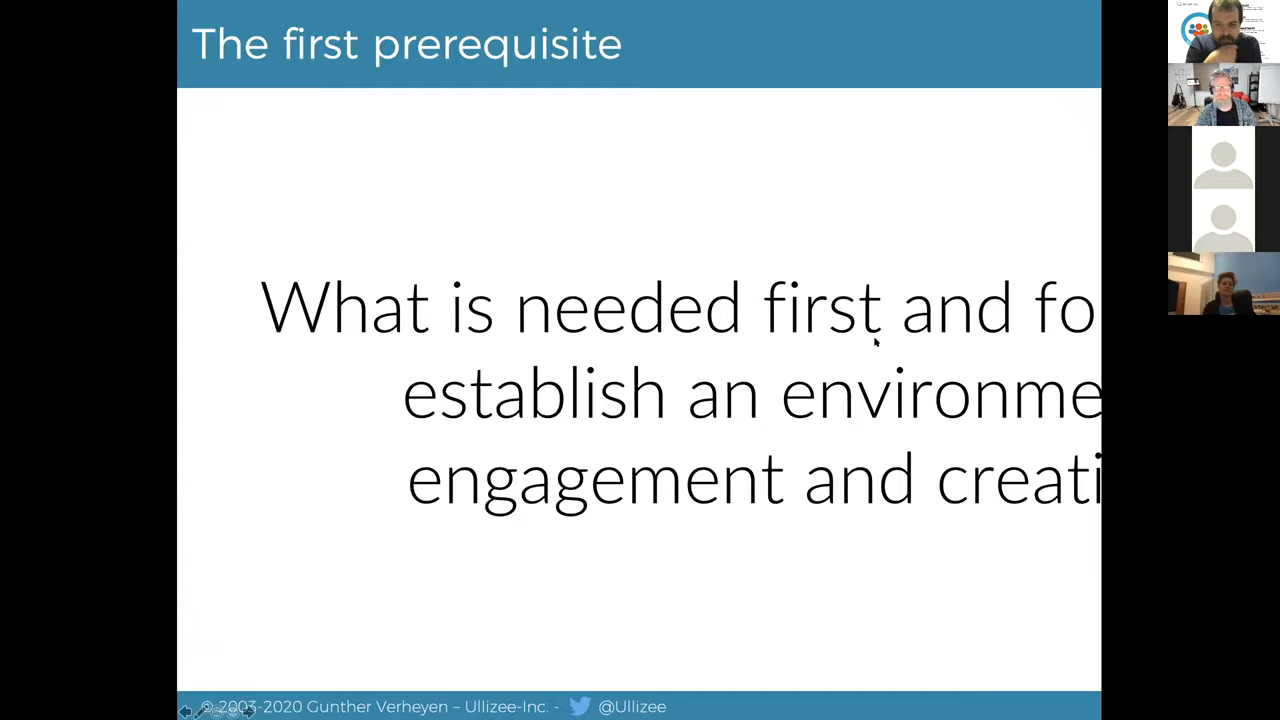 The first prerequisite
What is needed first and fo
establish an environme
engagement and creati
© 2003-2020 Gunther Verheyen – Ullizee-Inc. - @Ullizee